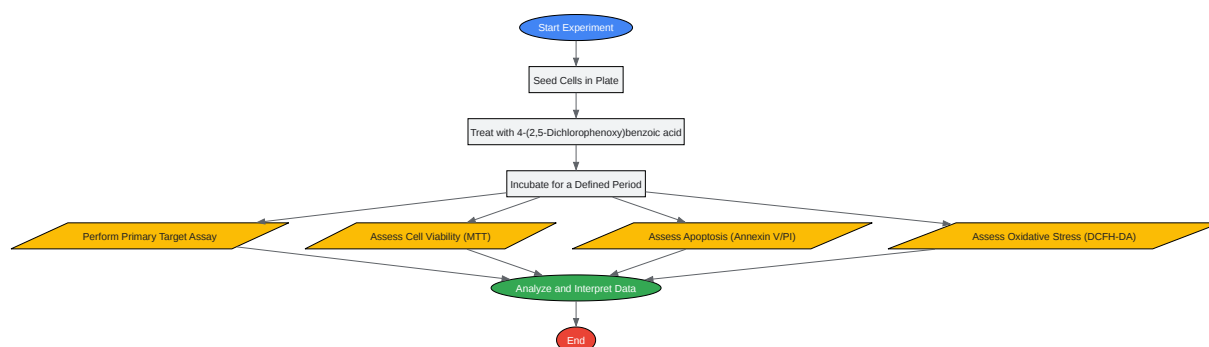 Start Experiment
Seed Cells in Plate
Treat with 4-(2,5-Dichlorophenoxy)benzoic acid
Incubate for a Defined Period
Perform Primary Target Assay
Assess Cell Viability (MTT)
Assess Apoptosis (Annexin V/PI)
Assess Oxidative Stress (DCFH-DA)
Analyze and Interpret Data
End